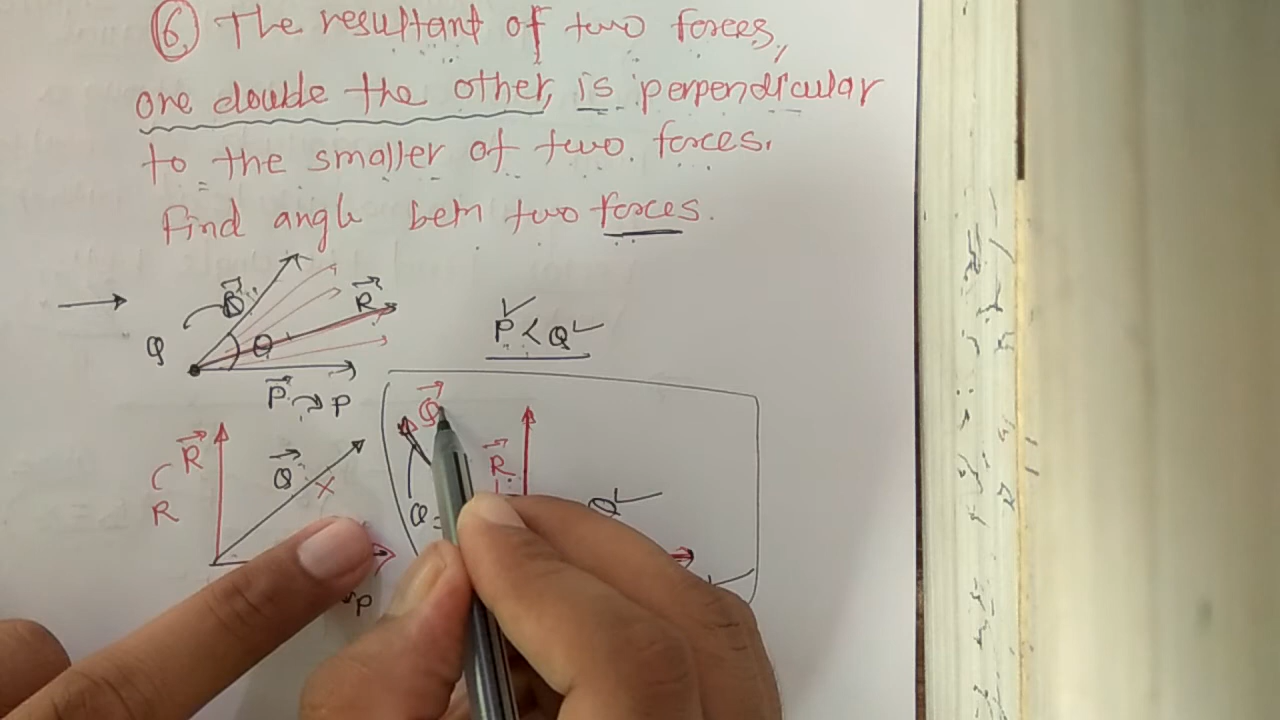 6. The resultant of two forces,
one double the other, is perpendicular
to the smaller of two forces.
Find angle betn two forces.
Q Q R
θ
P P
P < Q
R Q
R
P
Q R
Q =
Q